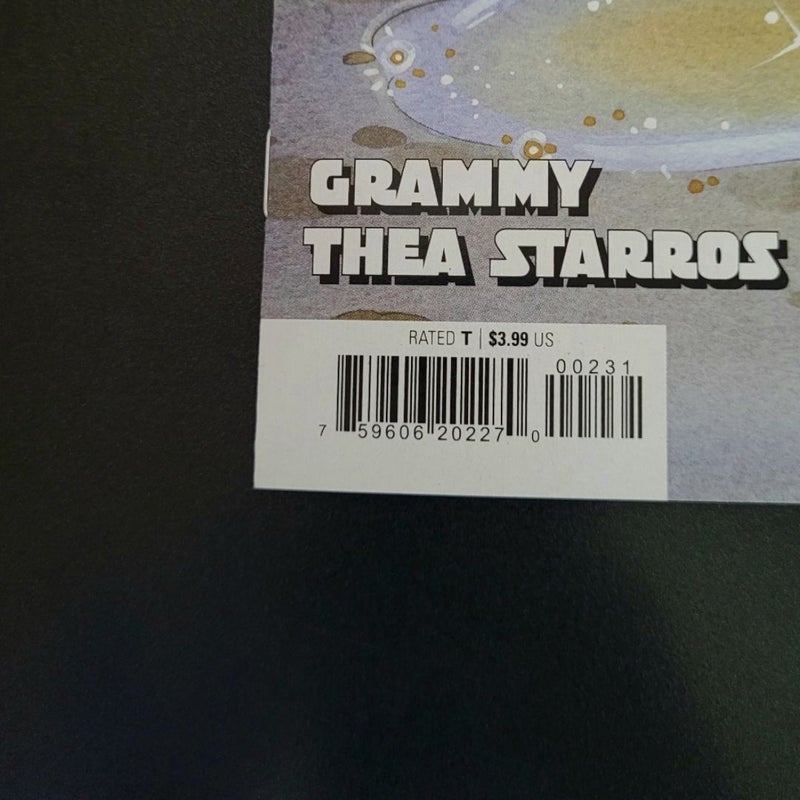 GRAMMY
THEA STARROS
RATED T | $3.99 US
00231
7 59606 20227 0